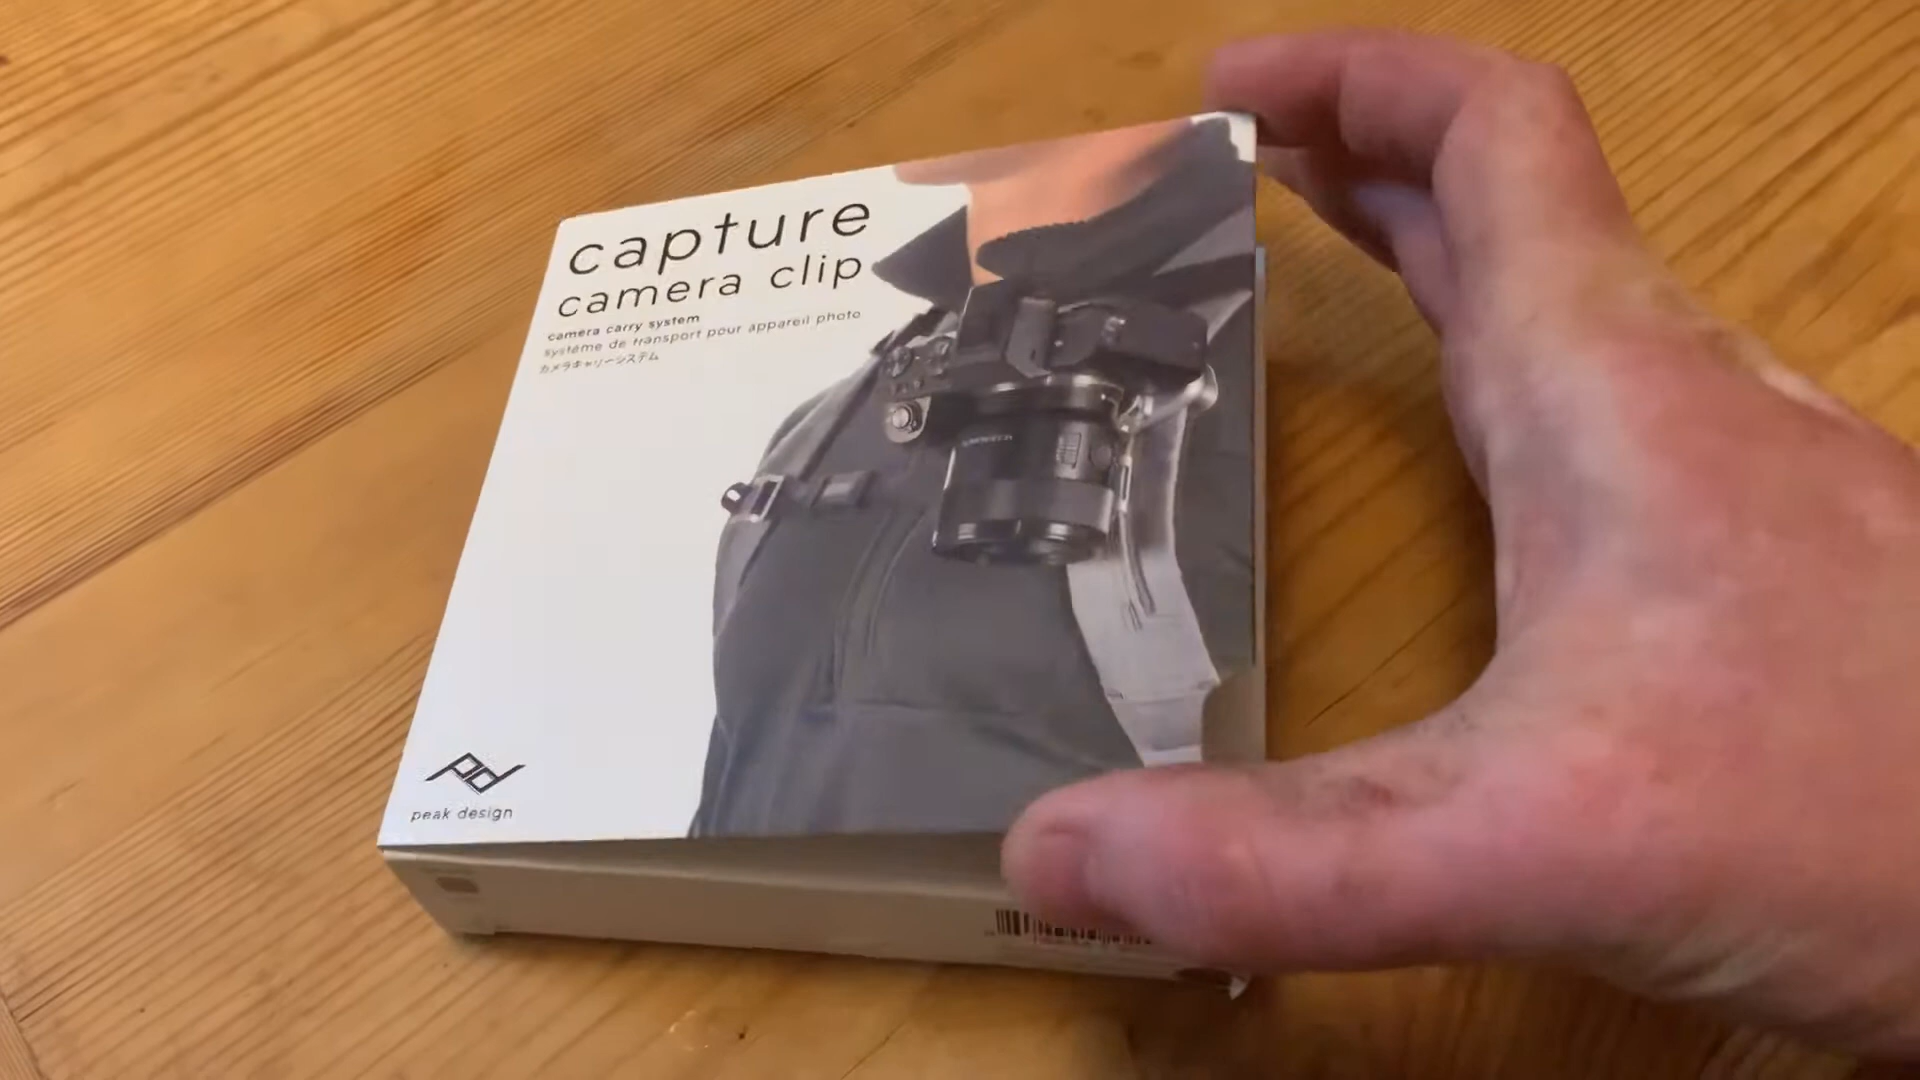 capture
camera clip
camera carry system
système de transport pour appareil photo
カメラキャリーシステム
peak design